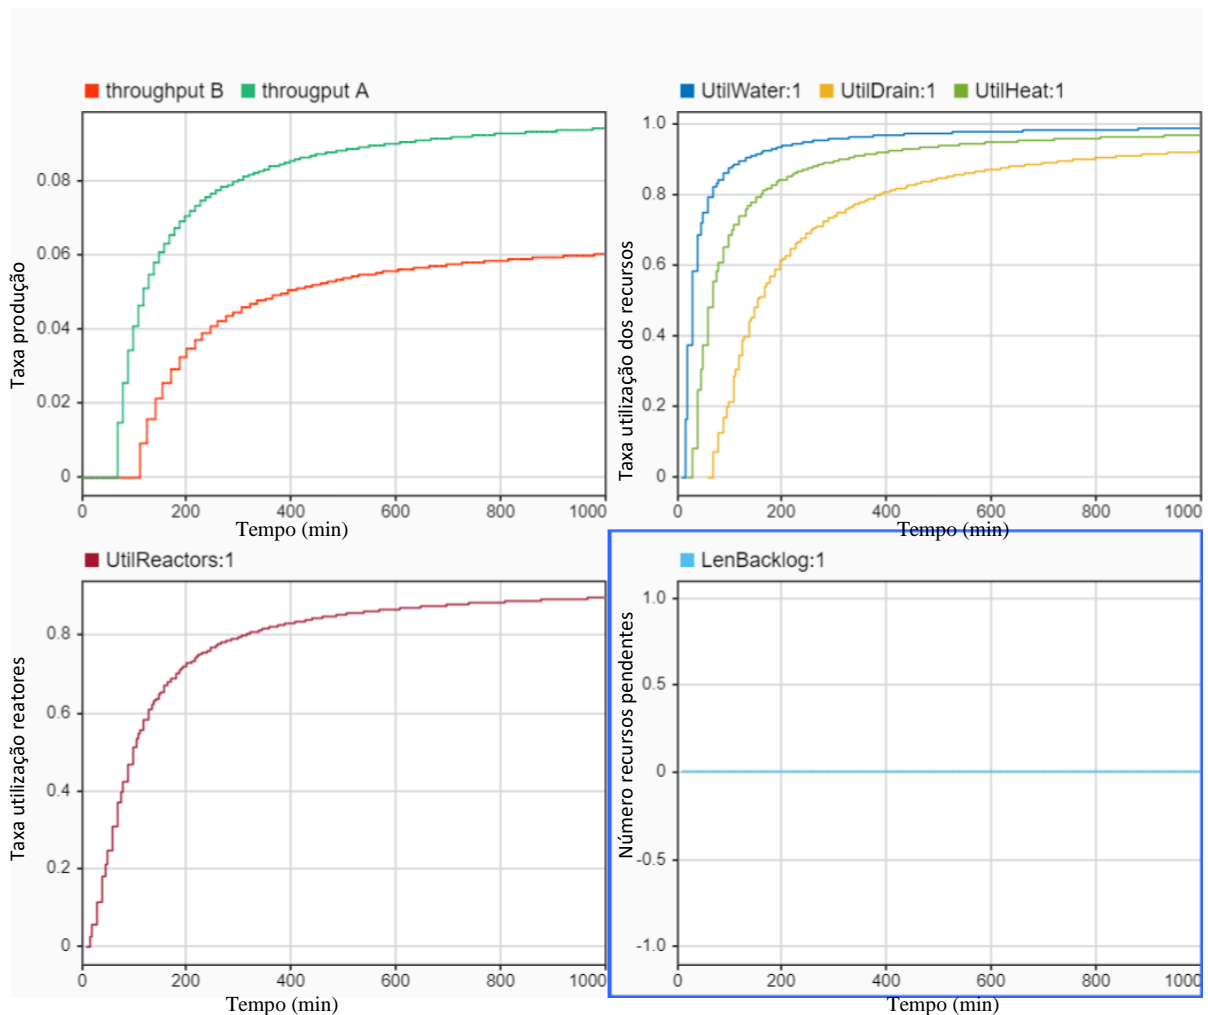 throughput B througput A
Taxa produção
0.08
0.06
0.04
0.02
0
0 200 400 600 800 1000
Tempo (min)
UtilWater:1 UtilDrain:1 UtilHeat:1
Taxa utilização dos recursos
1.0
0.8
0.6
0.4
0.2
0
0 200 400 600 800 1000
Tempo (min)
UtilReactors:1
Taxa utilização reatores
0.8
0.6
0.4
0.2
0
0 200 400 600 800 1000
Tempo (min)
LenBacklog:1
Número recursos pendentes
1.0
0.5
0
-0.5
-1.0
0 200 400 600 800 1000
Tempo (min)